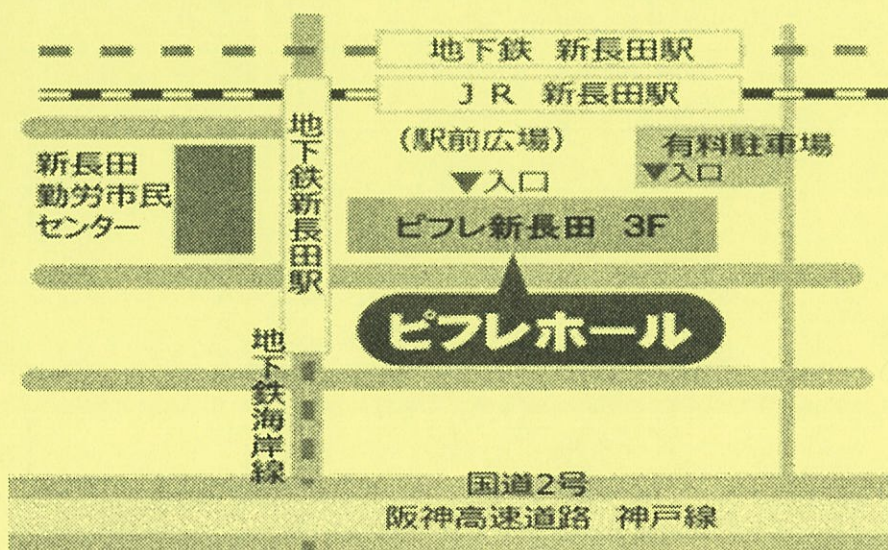 地下鉄 新長田駅
JR 新長田駅
(駅前広場)
有料駐車場
▼入口
▼入口
新長田
勤労市民
センター
地下鉄新長田駅
ピフレ新長田 3F
ピフレホール
地下鉄海岸線
国道2号
阪神高速道路 神戸線